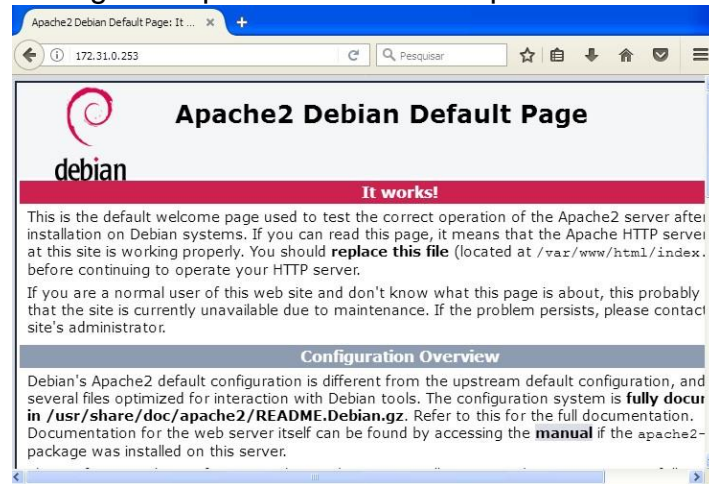 Apache2 Debian Default Page: It ...
172.31.0.253
Pesquisar
debian
Apache2 Debian Default Page
It works!
This is the default welcome page used to test the correct operation of the Apache2 server after
installation on Debian systems. If you can read this page, it means that the Apache HTTP server
at this site is working properly. You should replace this file (located at /var/www/html/index.
before continuing to operate your HTTP server.
If you are a normal user of this web site and don't know what this page is about, this probably
that the site is currently unavailable due to maintenance. If the problem persists, please contact
site's administrator.
Configuration Overview
Debian's Apache2 default configuration is different from the upstream default configuration, and
several files optimized for interaction with Debian tools. The configuration system is fully docu
in /usr/share/doc/apache2/README.Debian.gz. Refer to this for the full documentation.
Documentation for the web server itself can be found by accessing the manual if the apache2-
package was installed on this server.